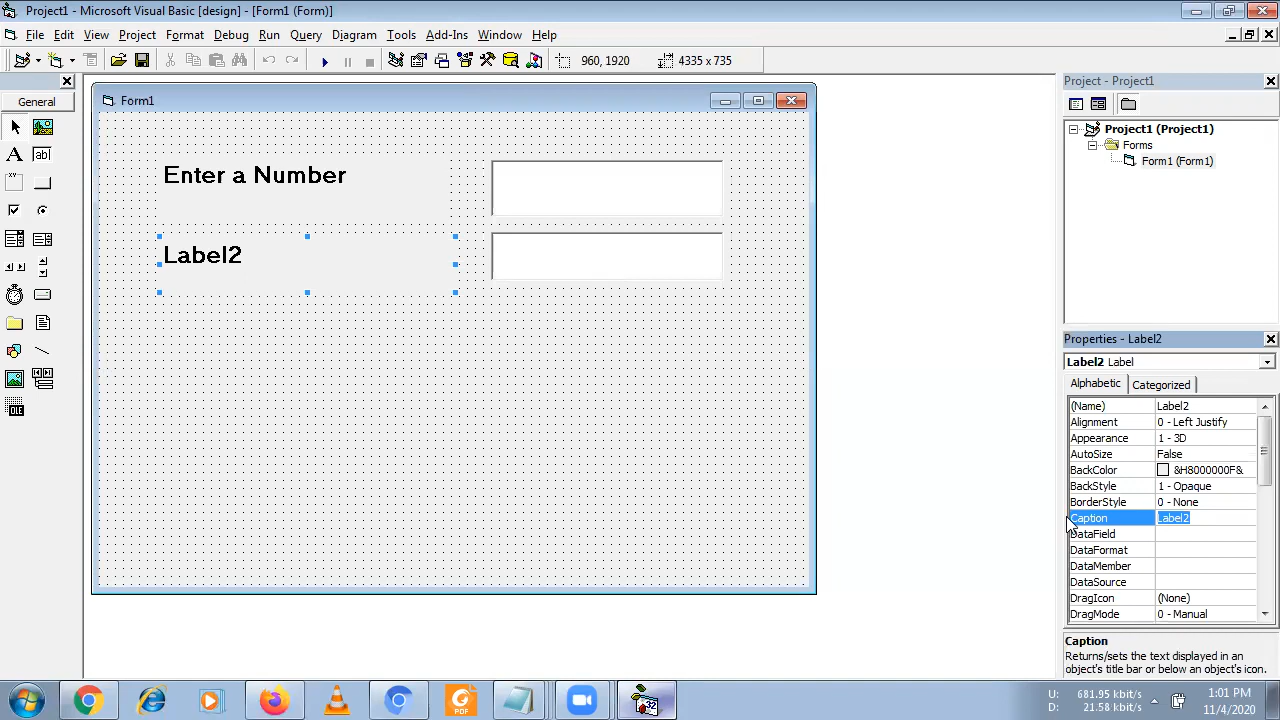 Project1 - Microsoft Visual Basic [design] - [Form1 (Form)]
File Edit View Project Format Debug Run Query Diagram Tools Add-Ins Window Help
960, 1920 4335 x 735
General
A ab|
OLE
Form1
Enter a Number
Label2
Project - Project1
Project1 (Project1)
Forms
Form1 (Form1)
Properties - Label2
Label2 Label
Alphabetic Categorized
(Name) Label2
Alignment 0 - Left Justify
Appearance 1 - 3D
AutoSize False
BackColor &H8000000F&
BackStyle 1 - Opaque
BorderStyle 0 - None
Caption Label2
DataField
DataFormat
DataMember
DataSource
DragIcon (None)
DragMode 0 - Manual
Caption
Returns/sets the text displayed in an
object's title bar or below an object's icon.
PDF
32
U: 681.95 kbit/s
D: 21.58 kbit/s
1:01 PM
11/4/2020